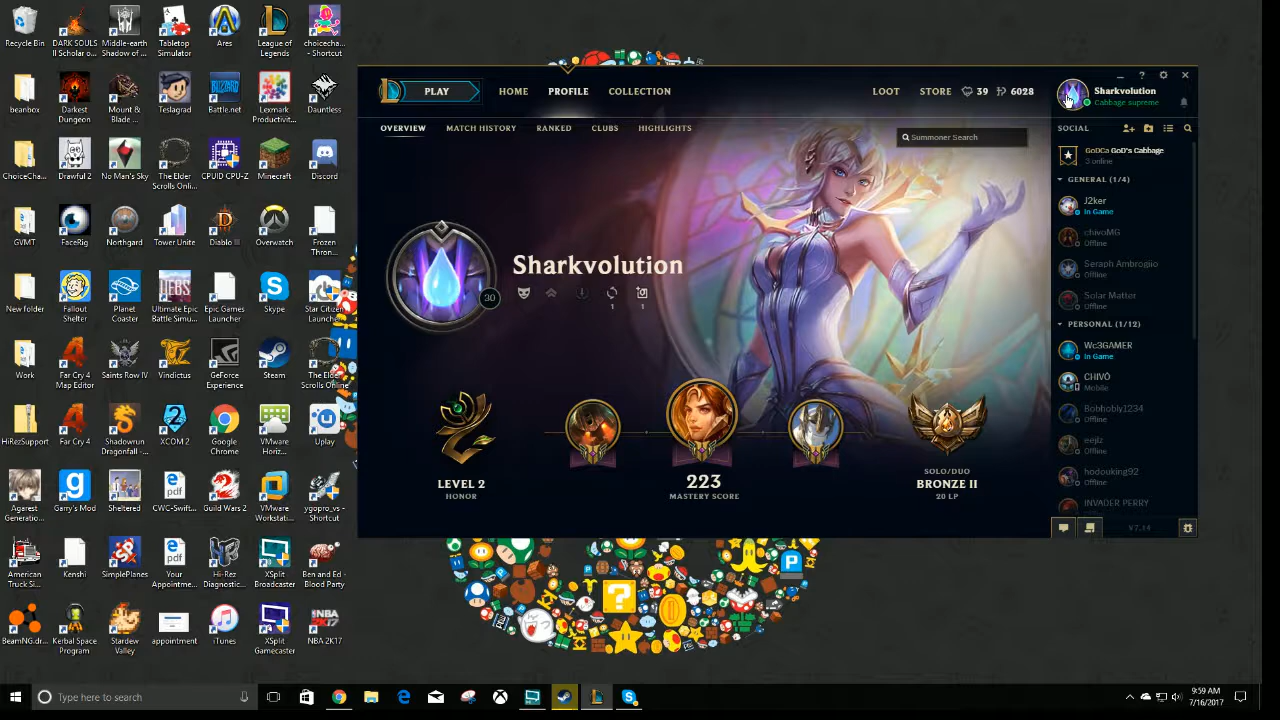 Recycle Bin
DARK SOULS
II Scholar o...
Middle-earth
Shadow of...
Tabletop
Simulator
Ares
League of
Legends
choicecha...
- Shortcut
beanbox
Darkest
Dungeon
Mount &
Blade...
Teslagrad
Battle.net
Lexmark
Productivit...
Dauntless
ChoiceCha...
Drawful 2
No Man's Sky
The Elder
Scrolls Onli...
CPUID CPU-Z
Minecraft
Discord
GVMT
FaceRig
Northgard
Tower Unite
Diablo III
Overwatch
Frozen
Thron...
New folder
Fallout
Shelter
Planet
Coaster
Ultimate Epic
Battle Simu...
Epic Games
Launcher
Skype
Star Citizen
Launcher
Work
Far Cry 4
Map Editor
Saints Row IV
Vindictus
GeForce
Experience
Steam
The Elder
Scrolls Online
HiRezSupport
Far Cry 4
Shadowrun
Dragonfall -...
XCOM 2
Google
Chrome
VMware
Horiz...
Uplay
Agarest
Generatio...
Garry's Mod
Sheltered
CWC-Swift...
Guild Wars 2
VMware
Workstat...
ygopro_vs -
Shortcut
American
Truck Si...
Kenshi
SimplePlanes
Your
Appointme...
Hi-Rez
Diagnostic...
XSplit
Broadcaster
Ben and Ed -
Blood Party
BeamNG.dr...
Kerbal Space
Program
Stardew
Valley
appointment
iTunes
XSplit
Gamecaster
NBA 2K17
PLAY
HOME
PROFILE
COLLECTION
LOOT
STORE
39
6028
Sharkvolution
Cabbage supreme
OVERVIEW
MATCH HISTORY
RANKED
CLUBS
HIGHLIGHTS
Summoner Search
Sharkvolution
30
1
1
LEVEL 2
HONOR
223
MASTERY SCORE
SOLO/DUO
BRONZE II
20 LP
SOCIAL
GoDCa GoD's Cabbage
3 online
GENERAL (1/4)
J2ker
In Game
chivoMG
Offline
Seraph Ambrogiio
Offline
Solar Matter
Offline
PERSONAL (1/12)
Wc3GAMER
In Game
CHIVÓ
Mobile
Bobhobly1234
Offline
eejlz
Offline
hodouking92
Offline
INVADER PERRY
V7.14
P
?
Type here to search
9:59 AM
7/16/2017